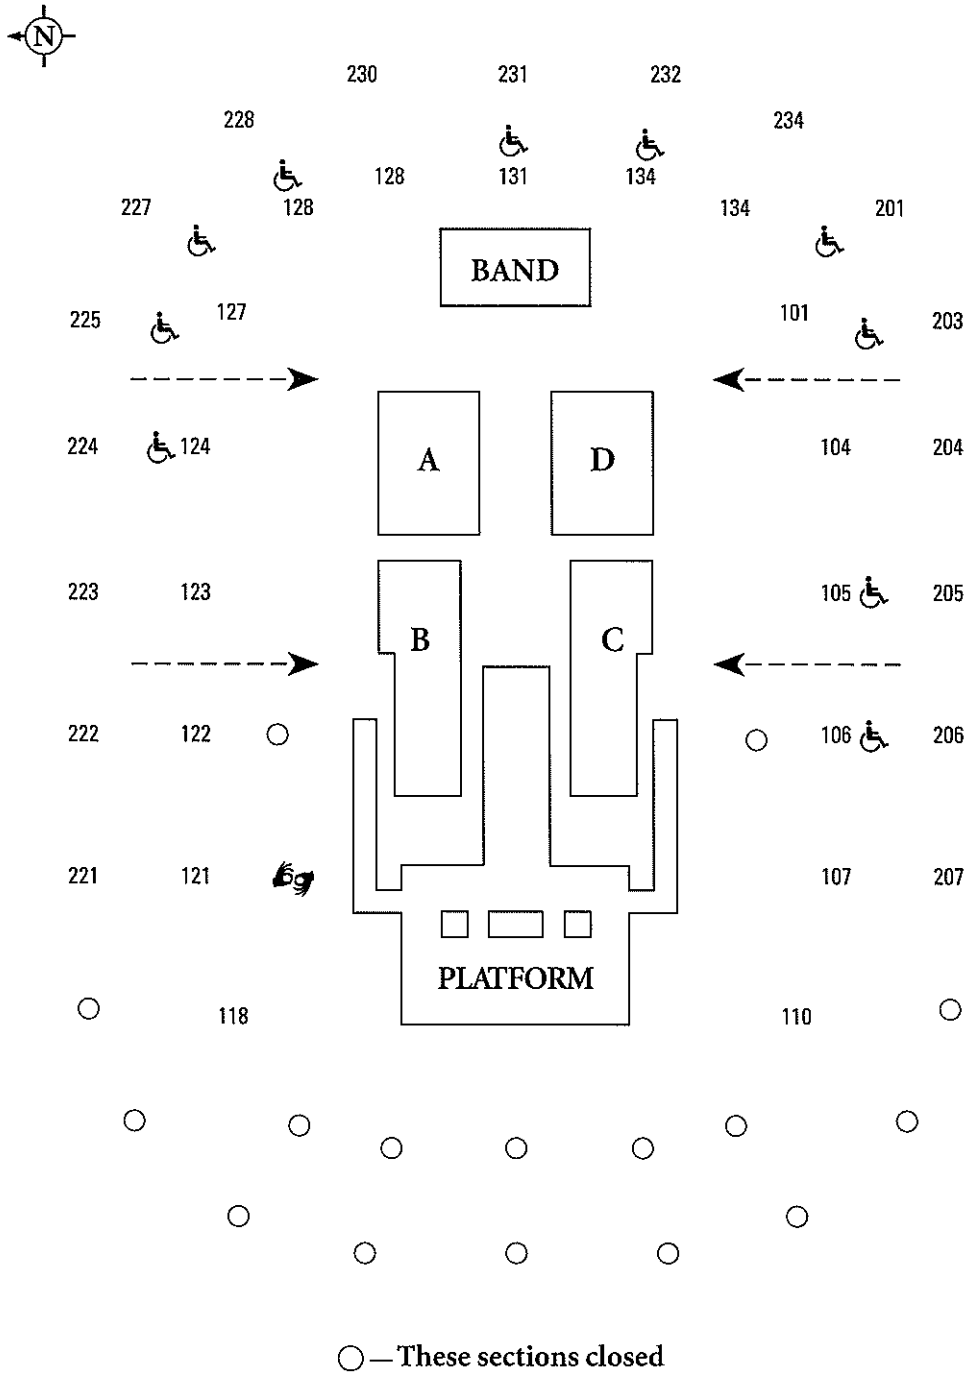 N
230 231 232
228 234
128 131 134
227 128 134 201
225 127 BAND 101 203
224 124 A D 104 204
223 123 105 205
B C
222 122 106 206
221 121 107 207
PLATFORM
118 110
— These sections closed